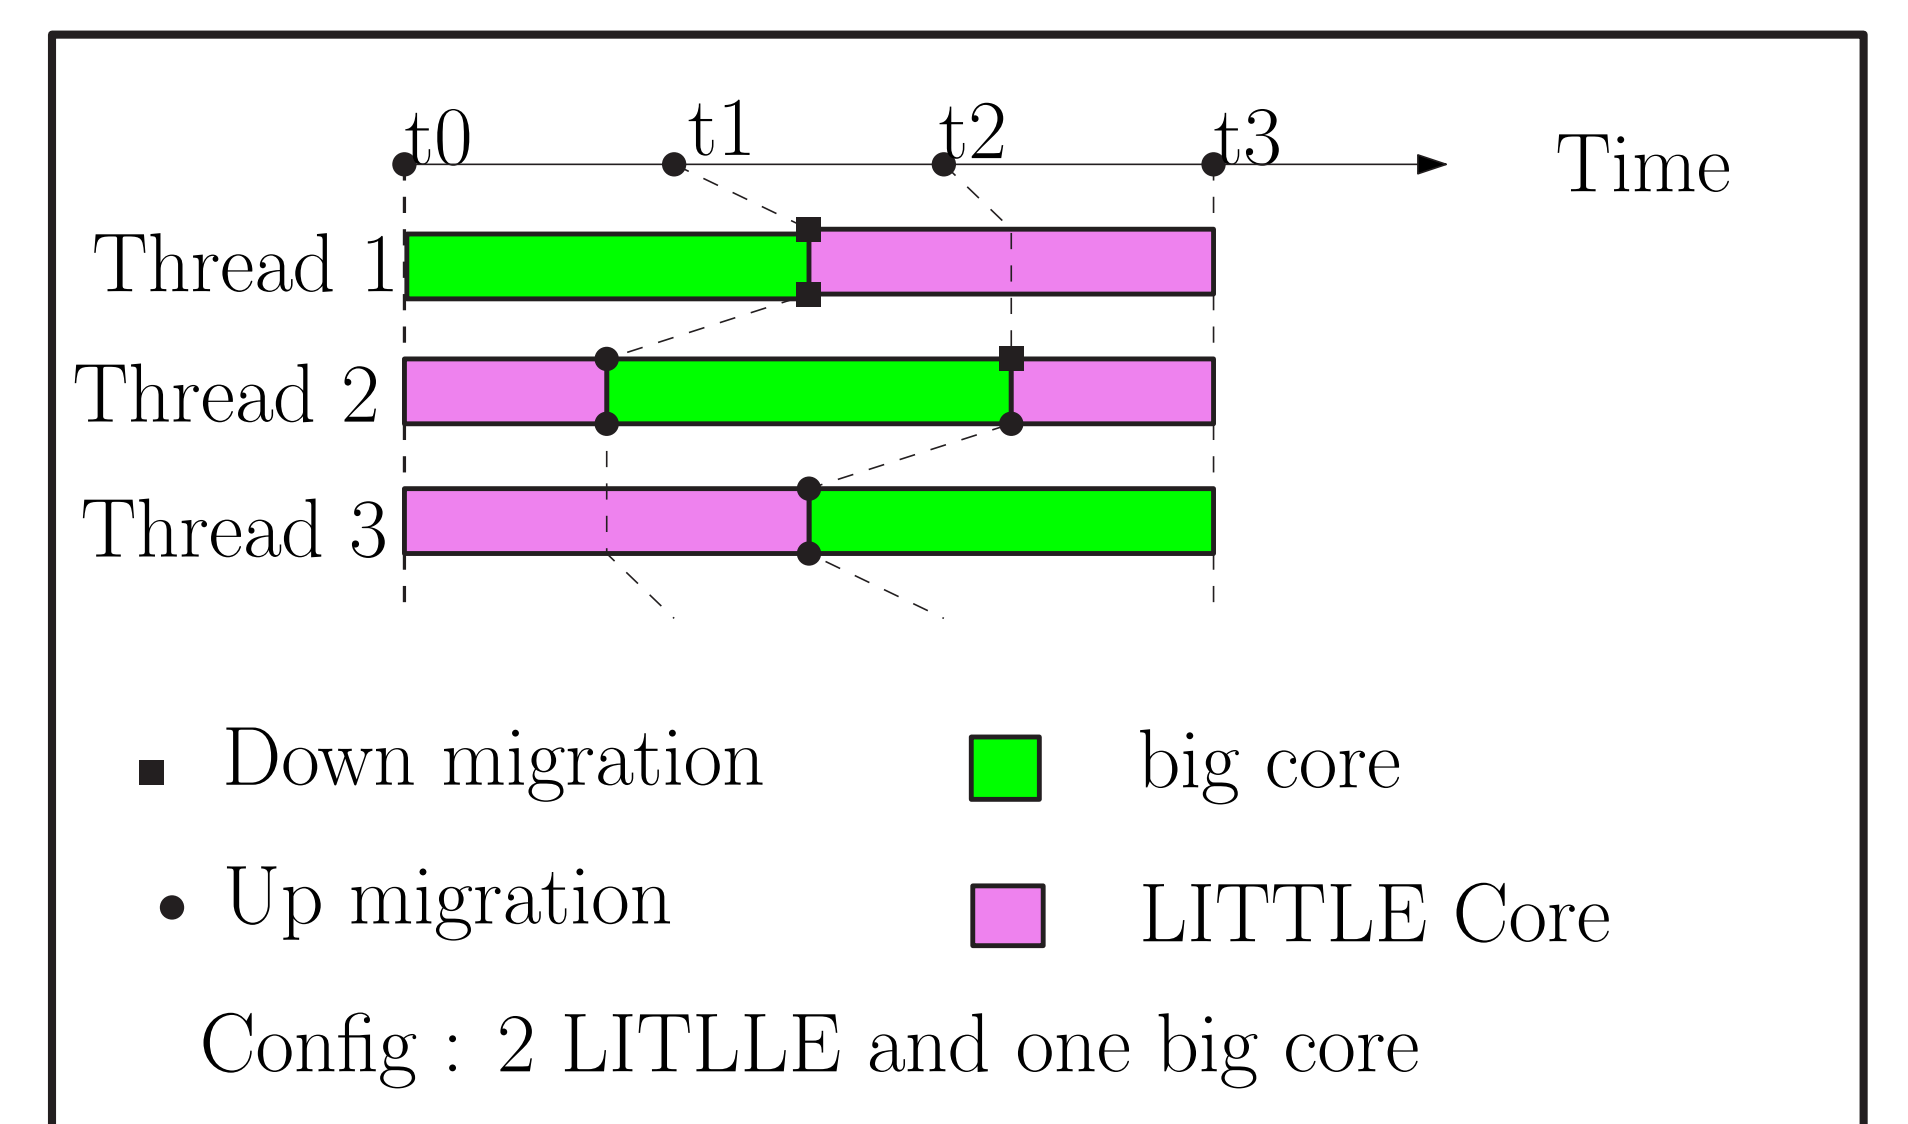 t0 t1 t2 t3
Time
Thread 1
Thread 2
Thread 3
Down migration
big core
Up migration
LITTLE Core
Config : 2 LITLLE and one big core